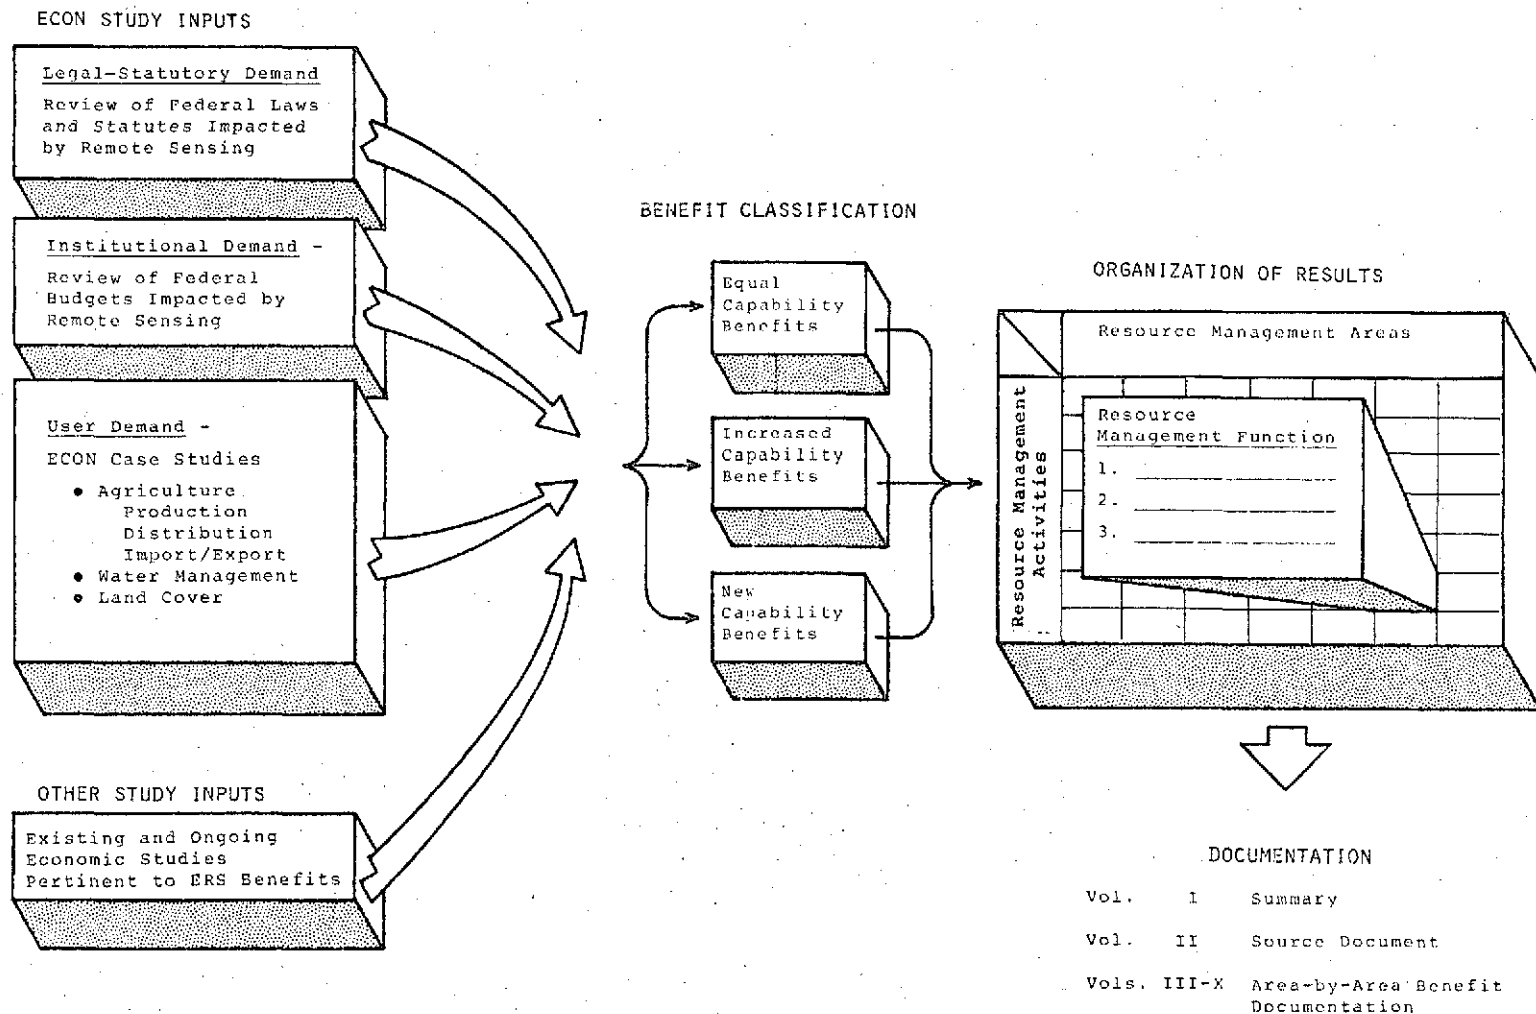 ECON STUDY INPUTS
Legal-Statutory Demand
Review of Federal Laws
and Statutes Impacted
by Remote Sensing
Institutional Demand -
Review of Federal
Budgets Impacted by
Remote Sensing
User Demand -
ECON Case Studies
• Agriculture
Production
Distribution
Import/Export
• Water Management
• Land Cover
OTHER STUDY INPUTS
Existing and Ongoing
Economic Studies
Pertinent to ERS Benefits
BENEFIT CLASSIFICATION
Equal
Capability
Benefits
Increased
Capability
Benefits
New
Capability
Benefits
ORGANIZATION OF RESULTS
Resource Management Areas
Resource Management
Activities
Resource
Management Function
1.
2.
3.
DOCUMENTATION
Vol. I Summary
Vol. II Source Document
Vols. III-X Area-by-Area Benefit
Documentation